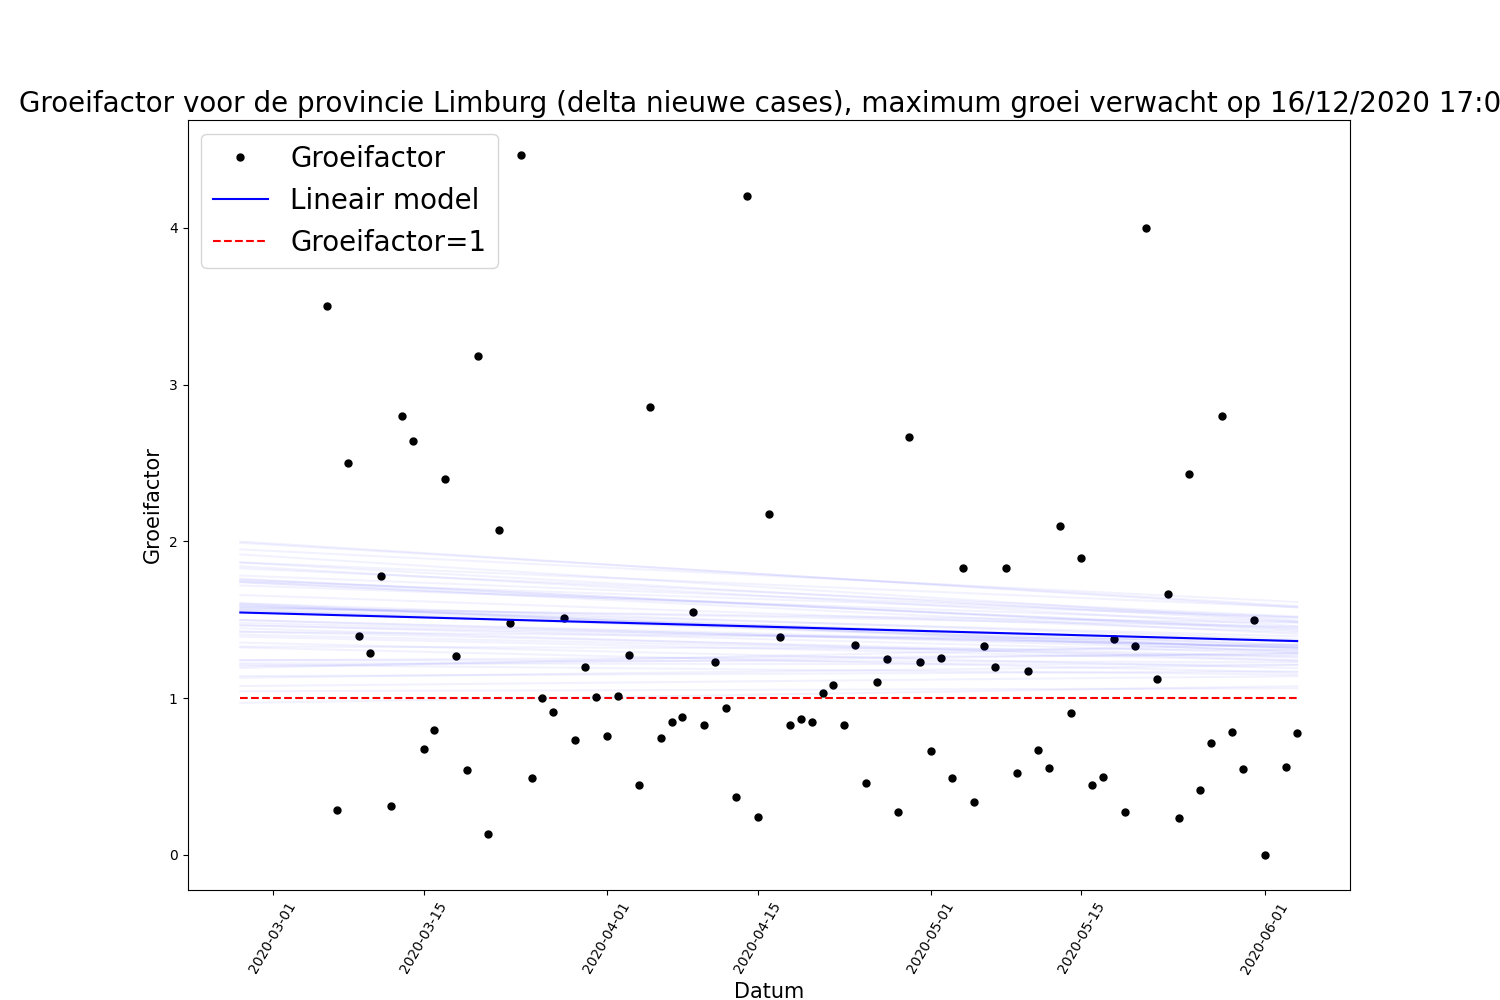 Groeifactor voor de provincie Limburg (delta nieuwe cases), maximum groei verwacht op 16/12/2020 17:0
Groeifactor
Lineair model
Groeifactor=1
Groeifactor
4
3
2
1
0
2020-03-01
2020-03-15
2020-04-01
2020-04-15
2020-05-01
2020-05-15
2020-06-01
Datum